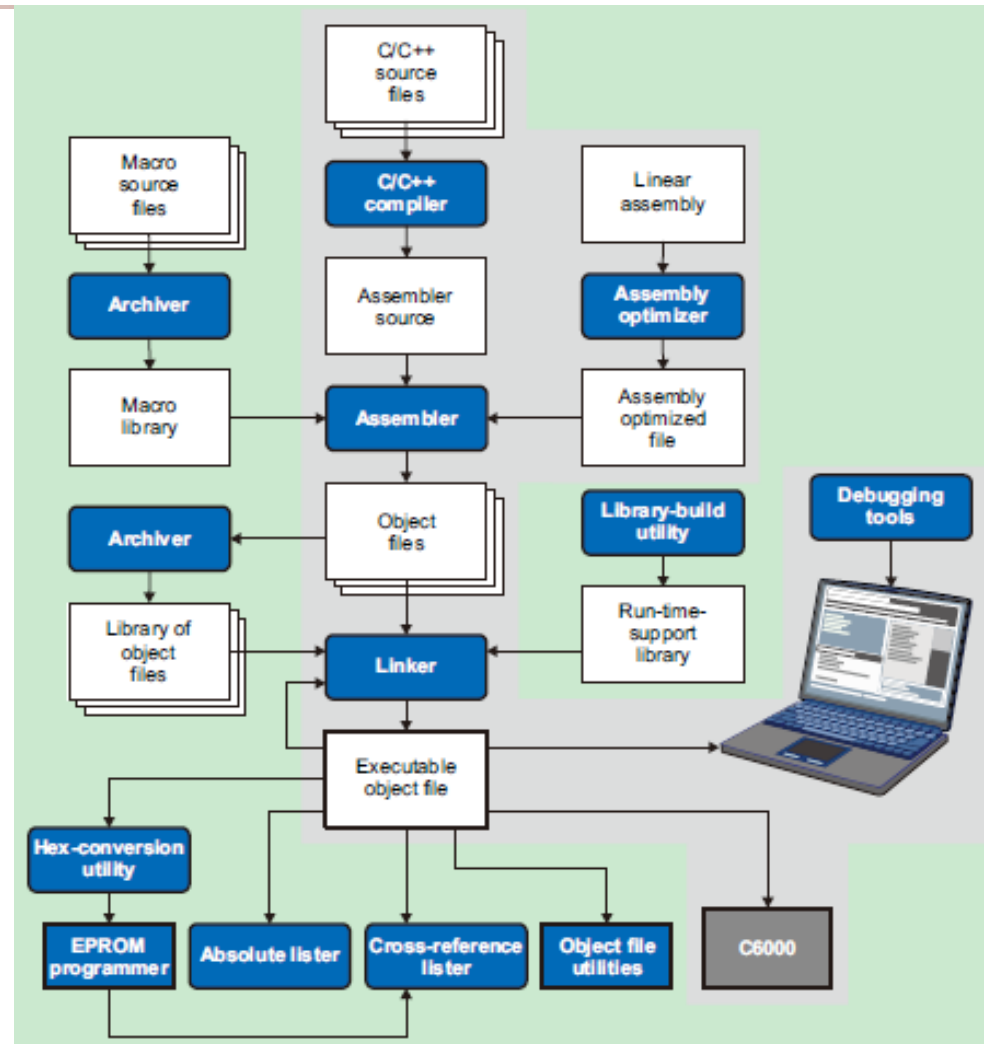 C/C++
source
files
Macro
source
files
C/C++
compiler
Linear
assembly
Archiver
Assembler
source
Assembly
optimizer
Macro
library
Assembler
Assembly
optimized
file
Archiver
Object
files
Library-build
utility
Debugging
tools
Library of
object
files
Linker
Run-time-
support
library
Executable
object file
Hex-conversion
utility
EPROM
programmer
Absolute lister
Cross-reference
lister
Object file
utilities
C6000